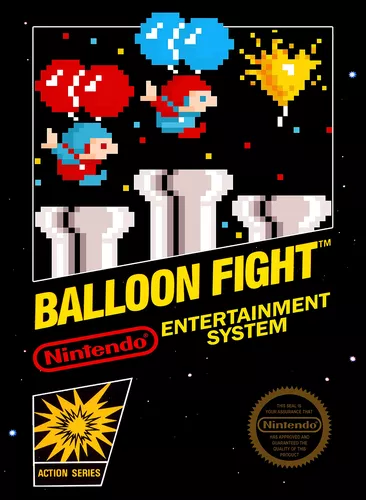 BALLOON FIGHT™
Nintendo®
ENTERTAINMENT
SYSTEM
ACTION SERIES
THIS SEAL IS
YOUR ASSURANCE THAT
Nintendo
HAS APPROVED AND
GUARANTEED THE
QUALITY OF THIS
PRODUCT